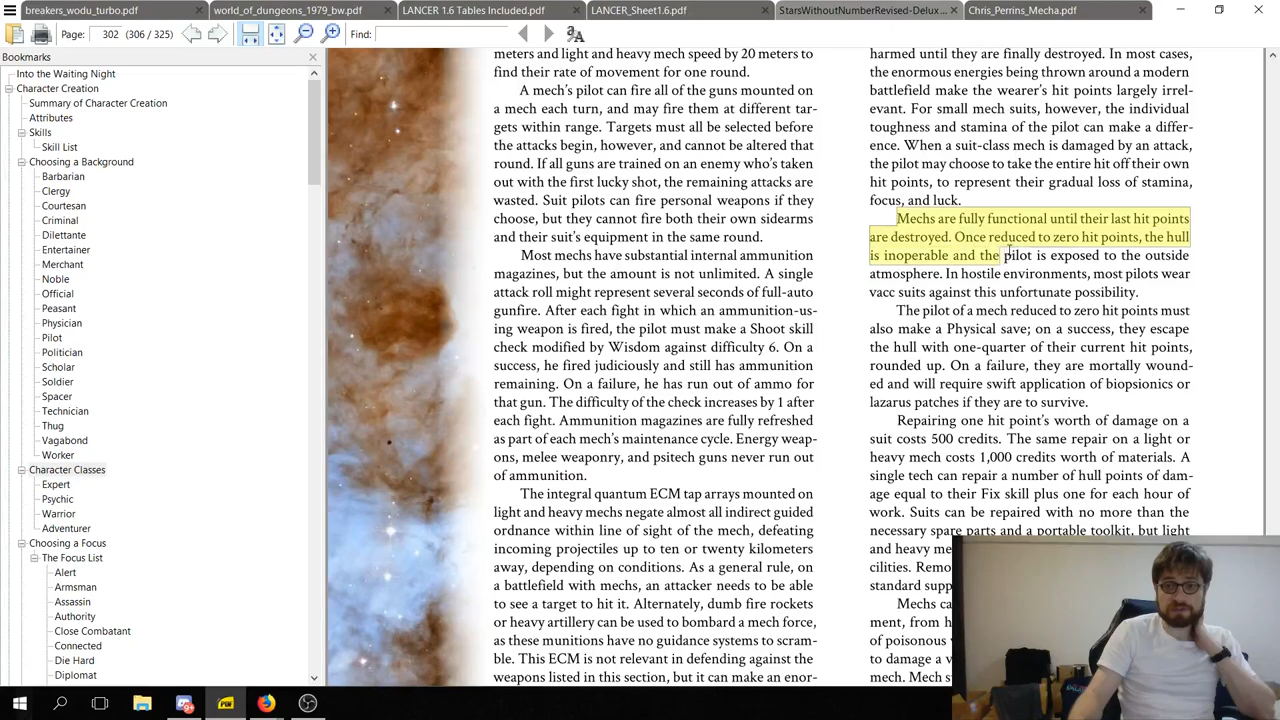 breakers_wodu_turbo.pdf
world_of_dungeons_1979_bw.pdf
LANCER 1.6 Tables Included.pdf
LANCER_Sheet1.6.pdf
StarsWithoutNumberRevised-Delux...
Chris_Perrins_Mecha.pdf
Page: 302 (306 / 325)
Find:
Bookmarks
Into the Waiting Night
Character Creation
Summary of Character Creation
Attributes
Skills
Skill List
Choosing a Background
Barbarian
Clergy
Courtesan
Criminal
Dilettante
Entertainer
Merchant
Noble
Official
Peasant
Physician
Pilot
Politician
Scholar
Soldier
Spacer
Technician
Thug
Vagabond
Worker
Character Classes
Expert
Psychic
Warrior
Adventurer
Choosing a Focus
The Focus List
Alert
Armsman
Assassin
Authority
Close Combatant
Connected
Die Hard
Diplomat
meters and light and heavy mech speed by 20 meters to
find their rate of movement for one round.
A mech's pilot can fire all of the guns mounted on
a mech each turn, and may fire them at different tar-
gets within range. Targets must all be selected before
the attacks begin, however, and cannot be altered that
round. If all guns are trained on an enemy who's taken
out with the first lucky shot, the remaining attacks are
wasted. Suit pilots can fire personal weapons if they
choose, but they cannot fire both their own sidearms
and their suit's equipment in the same round.
Most mechs have substantial internal ammunition
magazines, but the amount is not unlimited. A single
attack roll might represent several seconds of full-auto
gunfire. After each fight in which an ammunition-us-
ing weapon is fired, the pilot must make a Shoot skill
check modified by Wisdom against difficulty 6. On a
success, he fired judiciously and still has ammunition
remaining. On a failure, he has run out of ammo for
that gun. The difficulty of the check increases by 1 after
each fight. Ammunition magazines are fully refreshed
as part of each mech's maintenance cycle. Energy weap-
ons, melee weaponry, and psitech guns never run out
of ammunition.
The integral quantum ECM tap arrays mounted on
light and heavy mechs negate almost all indirect guided
ordnance within line of sight of the mech, defeating
incoming projectiles up to ten or twenty kilometers
away, depending on conditions. As a general rule, on
a battlefield with mechs, an attacker needs to be able
to see a target to hit it. Alternately, dumb fire rockets
or heavy artillery can be used to bombard a mech force,
as these munitions have no guidance systems to scram-
ble. This ECM is not relevant in defending against the
weapons listed in this section, but it can make an enor-
harmed until they are finally destroyed. In most cases,
the enormous energies being thrown around a modern
battlefield make the wearer's hit points largely irrel-
evant. For small mech suits, however, the individual
toughness and stamina of the pilot can make a differ-
ence. When a suit-class mech is damaged by an attack,
the pilot may choose to take the entire hit off their own
hit points, to represent their gradual loss of stamina,
focus, and luck.
Mechs are fully functional until their last hit points
are destroyed. Once reduced to zero hit points, the hull
is inoperable and the pilot is exposed to the outside
atmosphere. In hostile environments, most pilots wear
vacc suits against this unfortunate possibility.
The pilot of a mech reduced to zero hit points must
also make a Physical save; on a success, they escape
the hull with one-quarter of their current hit points,
rounded up. On a failure, they are mortally wound-
ed and will require swift application of biopsionics or
lazarus patches if they are to survive.
Repairing one hit point's worth of damage on a
suit costs 500 credits. The same repair on a light or
heavy mech costs 1,000 credits worth of materials. A
single tech can repair a number of hull points of dam-
age equal to their Fix skill plus one for each hour of
work. Suits can be repaired with no more than the
necessary spare parts and a portable toolkit, but light
and heavy me
cilities. Remo
standard supp
Mechs ca
ment, from h
of poisonous
to damage a v
mech. Mech s